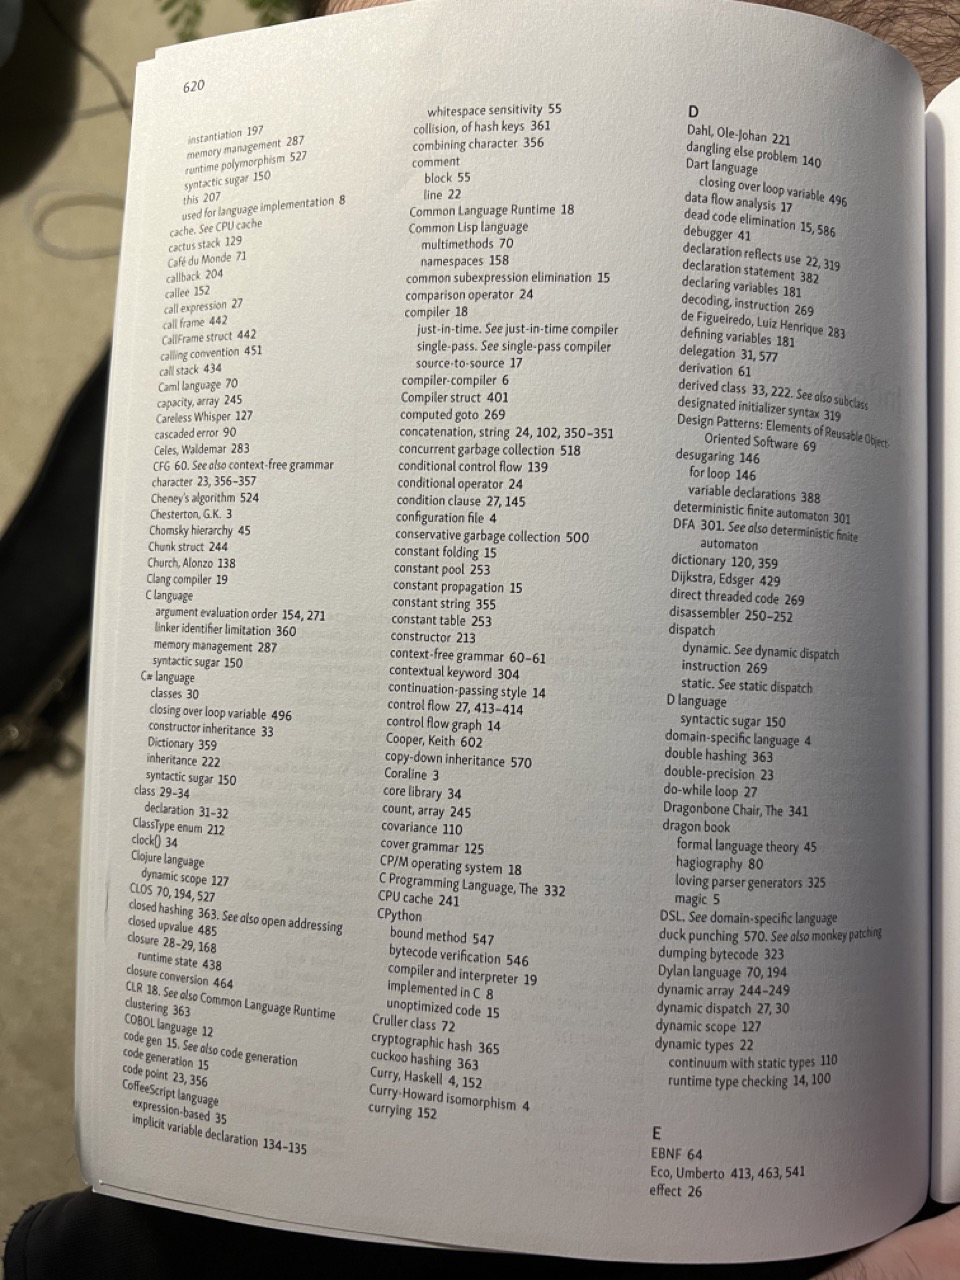 620
instantiation 197
memory management 287
runtime polymorphism 527
syntactic sugar 150
this 207
used for language implementation 8
cache. See CPU cache
cactus stack 129
Café du Monde 71
callback 204
callee 152
call expression 27
call frame 442
CallFrame struct 442
calling convention 451
call stack 434
Caml language 70
capacity, array 245
Careless Whisper 127
cascaded error 90
Celes, Waldemar 283
CFG 60. See also context-free grammar
character 23, 356–357
Cheney's algorithm 524
Chesterton, G.K. 3
Chomsky hierarchy 45
Chunk struct 244
Church, Alonzo 138
Clang compiler 19
C language
argument evaluation order 154, 271
linker identifier limitation 360
memory management 287
syntactic sugar 150
C# language
classes 30
closing over loop variable 496
constructor inheritance 33
Dictionary 359
inheritance 222
syntactic sugar 150
class 29–34
declaration 31–32
ClassType enum 212
clock() 34
Clojure language
dynamic scope 127
CLOS 70, 194, 527
closed hashing 363. See also open addressing
closed upvalue 485
closure 28–29, 168
runtime state 438
closure conversion 464
CLR 18. See also Common Language Runtime
clustering 363
COBOL language 12
code gen 15. See also code generation
code generation 15
code point 23, 356
CoffeeScript language
expression-based 35
implicit variable declaration 134–135
whitespace sensitivity 55
collision, of hash keys 361
combining character 356
comment
block 55
line 22
Common Language Runtime 18
Common Lisp language
multimethods 70
namespaces 158
common subexpression elimination 15
comparison operator 24
compiler 18
just-in-time. See just-in-time compiler
single-pass. See single-pass compiler
source-to-source 17
compiler-compiler 6
Compiler struct 401
computed goto 269
concatenation, string 24, 102, 350–351
concurrent garbage collection 518
conditional control flow 139
conditional operator 24
condition clause 27, 145
configuration file 4
conservative garbage collection 500
constant folding 15
constant pool 253
constant propagation 15
constant string 355
constant table 253
constructor 213
context-free grammar 60–61
contextual keyword 304
continuation-passing style 14
control flow 27, 413–414
control flow graph 14
Cooper, Keith 602
copy-down inheritance 570
Coraline 3
core library 34
count, array 245
covariance 110
cover grammar 125
CP/M operating system 18
C Programming Language, The 332
CPU cache 241
CPython
bound method 547
bytecode verification 546
compiler and interpreter 19
implemented in C 8
unoptimized code 15
Cruller class 72
cryptographic hash 365
cuckoo hashing 363
Curry, Haskell 4, 152
Curry-Howard isomorphism 4
currying 152
D
Dahl, Ole-Johan 221
dangling else problem 140
Dart language
closing over loop variable 496
data flow analysis 17
dead code elimination 15, 586
debugger 41
declaration reflects use 22, 319
declaration statement 382
declaring variables 181
decoding, instruction 269
de Figueiredo, Luiz Henrique 283
defining variables 181
delegation 31, 577
derivation 61
derived class 33, 222. See also subclass
designated initializer syntax 319
Design Patterns: Elements of Reusable Object-
Oriented Software 69
desugaring 146
for loop 146
variable declarations 388
deterministic finite automaton 301
DFA 301. See also deterministic finite
automaton
dictionary 120, 359
Dijkstra, Edsger 429
direct threaded code 269
disassembler 250–252
dispatch
dynamic. See dynamic dispatch
instruction 269
static. See static dispatch
D language
syntactic sugar 150
domain-specific language 4
double hashing 363
double-precision 23
do-while loop 27
Dragonbone Chair, The 341
dragon book
formal language theory 45
hagiography 80
loving parser generators 325
magic 5
DSL. See domain-specific language
duck punching 570. See also monkey patching
dumping bytecode 323
Dylan language 70, 194
dynamic array 244–249
dynamic dispatch 27, 30
dynamic scope 127
dynamic types 22
continuum with static types 110
runtime type checking 14, 100
E
EBNF 64
Eco, Umberto 413, 463, 541
effect 26